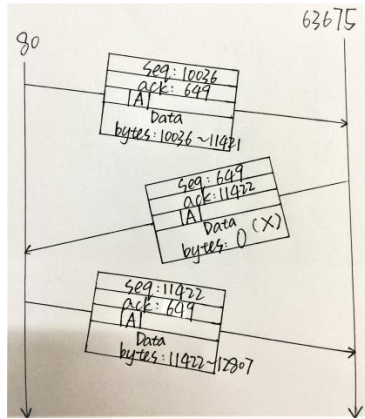 63675
80
seq: 10036
ack: 649
|A|
Data
bytes: 10036~11421
seq: 649
ack: 11422
|A|
Data
bytes: 0 (X)
seq: 11422
ack: 649
|A|
Data
bytes: 11422~12807